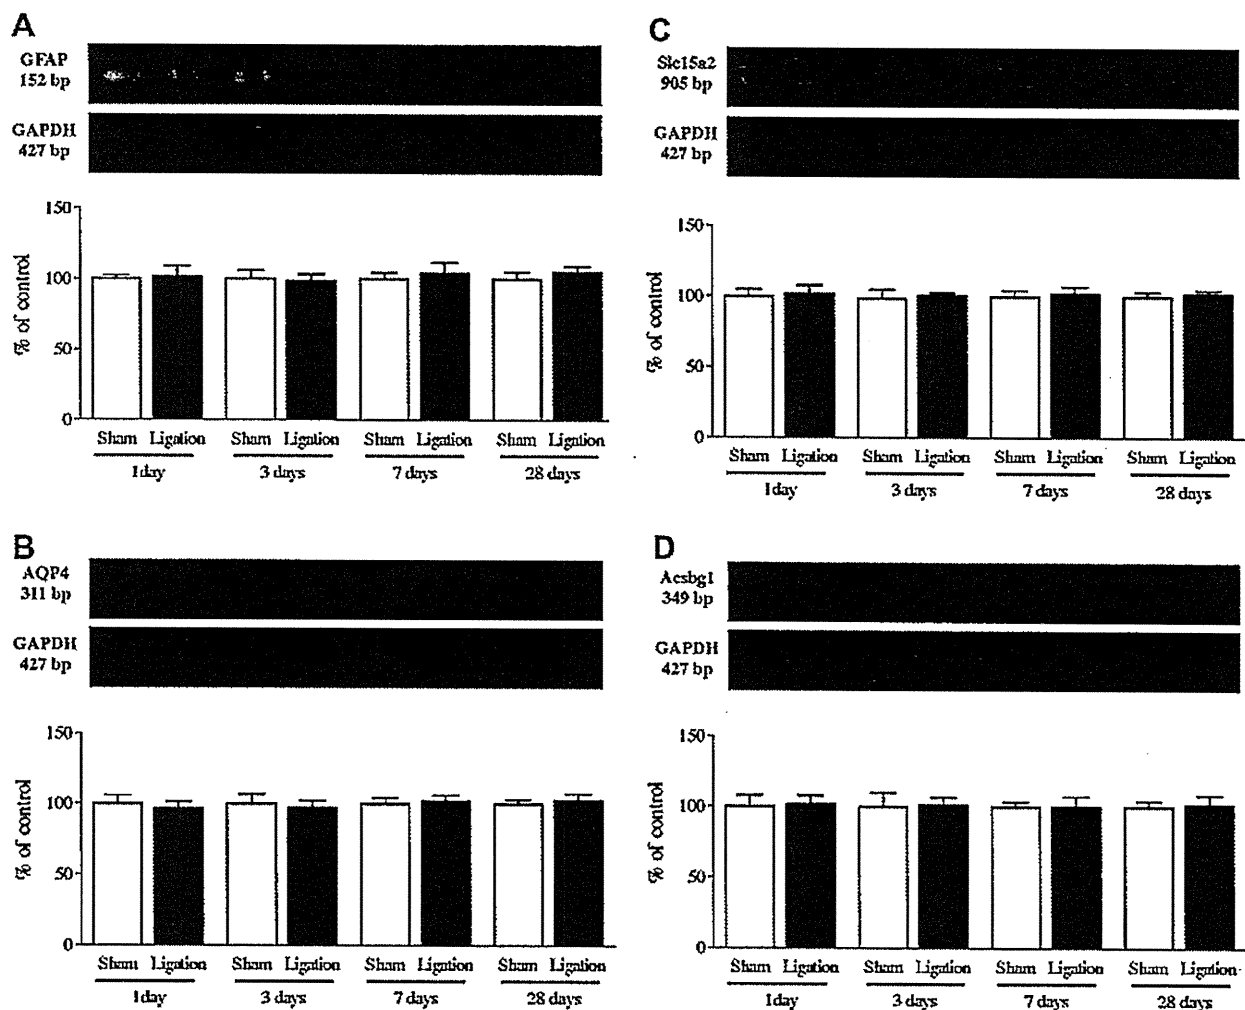 A
GFAP
152 bp
GAPDH
427 bp
150
100
50
0
% of control
Sham Ligation Sham Ligation Sham Ligation Sham Ligation
1day 3 days 7 days 28 days
C
Slc15a2
905 bp
GAPDH
427 bp
150
100
50
0
% of control
Sham Ligation Sham Ligation Sham Ligation Sham Ligation
1day 3 days 7 days 28 days
B
AQP4
311 bp
GAPDH
427 bp
150
100
50
0
% of control
Sham Ligation Sham Ligation Sham Ligation Sham Ligation
1day 3 days 7 days 28 days
D
Acsbg1
349 bp
GAPDH
427 bp
150
100
50
0
% of control
Sham Ligation Sham Ligation Sham Ligation Sham Ligation
1day 3 days 7 days 28 days